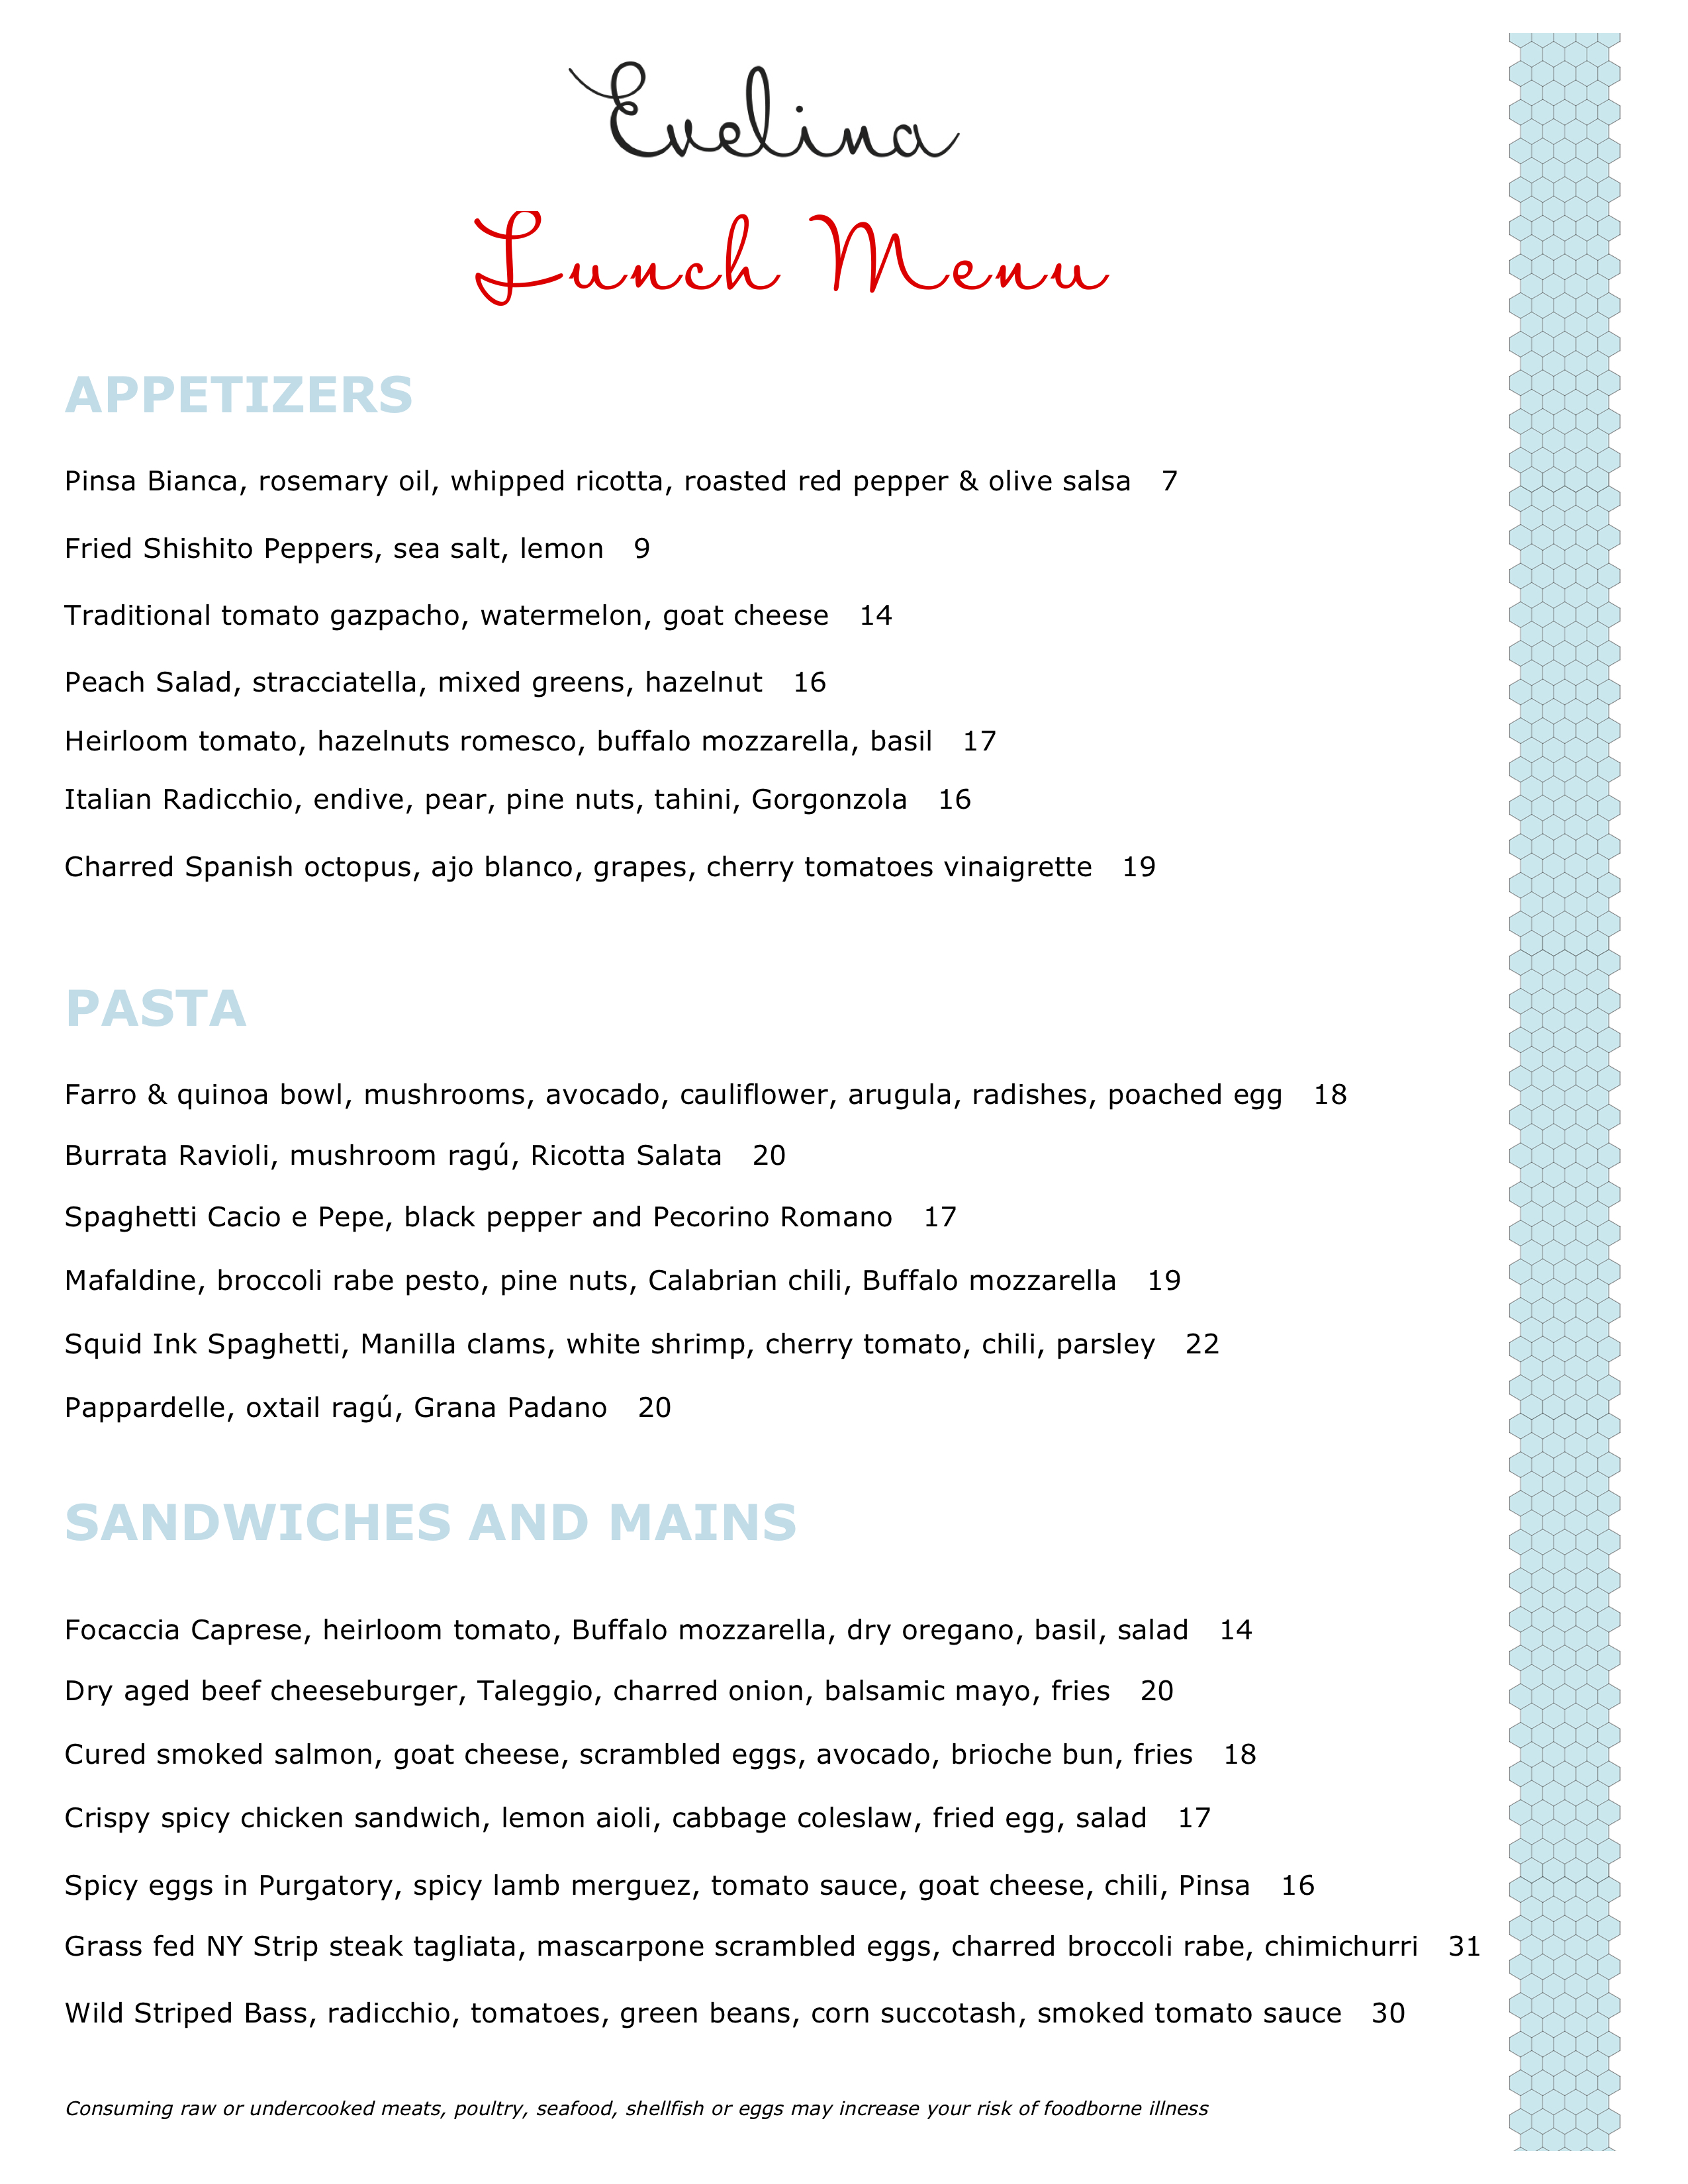 Evelina
Lunch Menu
APPETIZERS
Pinsa Bianca, rosemary oil, whipped ricotta, roasted red pepper & olive salsa 7
Fried Shishito Peppers, sea salt, lemon 9
Traditional tomato gazpacho, watermelon, goat cheese 14
Peach Salad, stracciatella, mixed greens, hazelnut 16
Heirloom tomato, hazelnuts romesco, buffalo mozzarella, basil 17
Italian Radicchio, endive, pear, pine nuts, tahini, Gorgonzola 16
Charred Spanish octopus, ajo blanco, grapes, cherry tomatoes vinaigrette 19
PASTA
Farro & quinoa bowl, mushrooms, avocado, cauliflower, arugula, radishes, poached egg 18
Burrata Ravioli, mushroom ragú, Ricotta Salata 20
Spaghetti Cacio e Pepe, black pepper and Pecorino Romano 17
Mafaldine, broccoli rabe pesto, pine nuts, Calabrian chili, Buffalo mozzarella 19
Squid Ink Spaghetti, Manilla clams, white shrimp, cherry tomato, chili, parsley 22
Pappardelle, oxtail ragú, Grana Padano 20
SANDWICHES AND MAINS
Focaccia Caprese, heirloom tomato, Buffalo mozzarella, dry oregano, basil, salad 14
Dry aged beef cheeseburger, Taleggio, charred onion, balsamic mayo, fries 20
Cured smoked salmon, goat cheese, scrambled eggs, avocado, brioche bun, fries 18
Crispy spicy chicken sandwich, lemon aioli, cabbage coleslaw, fried egg, salad 17
Spicy eggs in Purgatory, spicy lamb merguez, tomato sauce, goat cheese, chili, Pinsa 16
Grass fed NY Strip steak tagliata, mascarpone scrambled eggs, charred broccoli rabe, chimichurri 31
Wild Striped Bass, radicchio, tomatoes, green beans, corn succotash, smoked tomato sauce 30
Consuming raw or undercooked meats, poultry, seafood, shellfish or eggs may increase your risk of foodborne illness